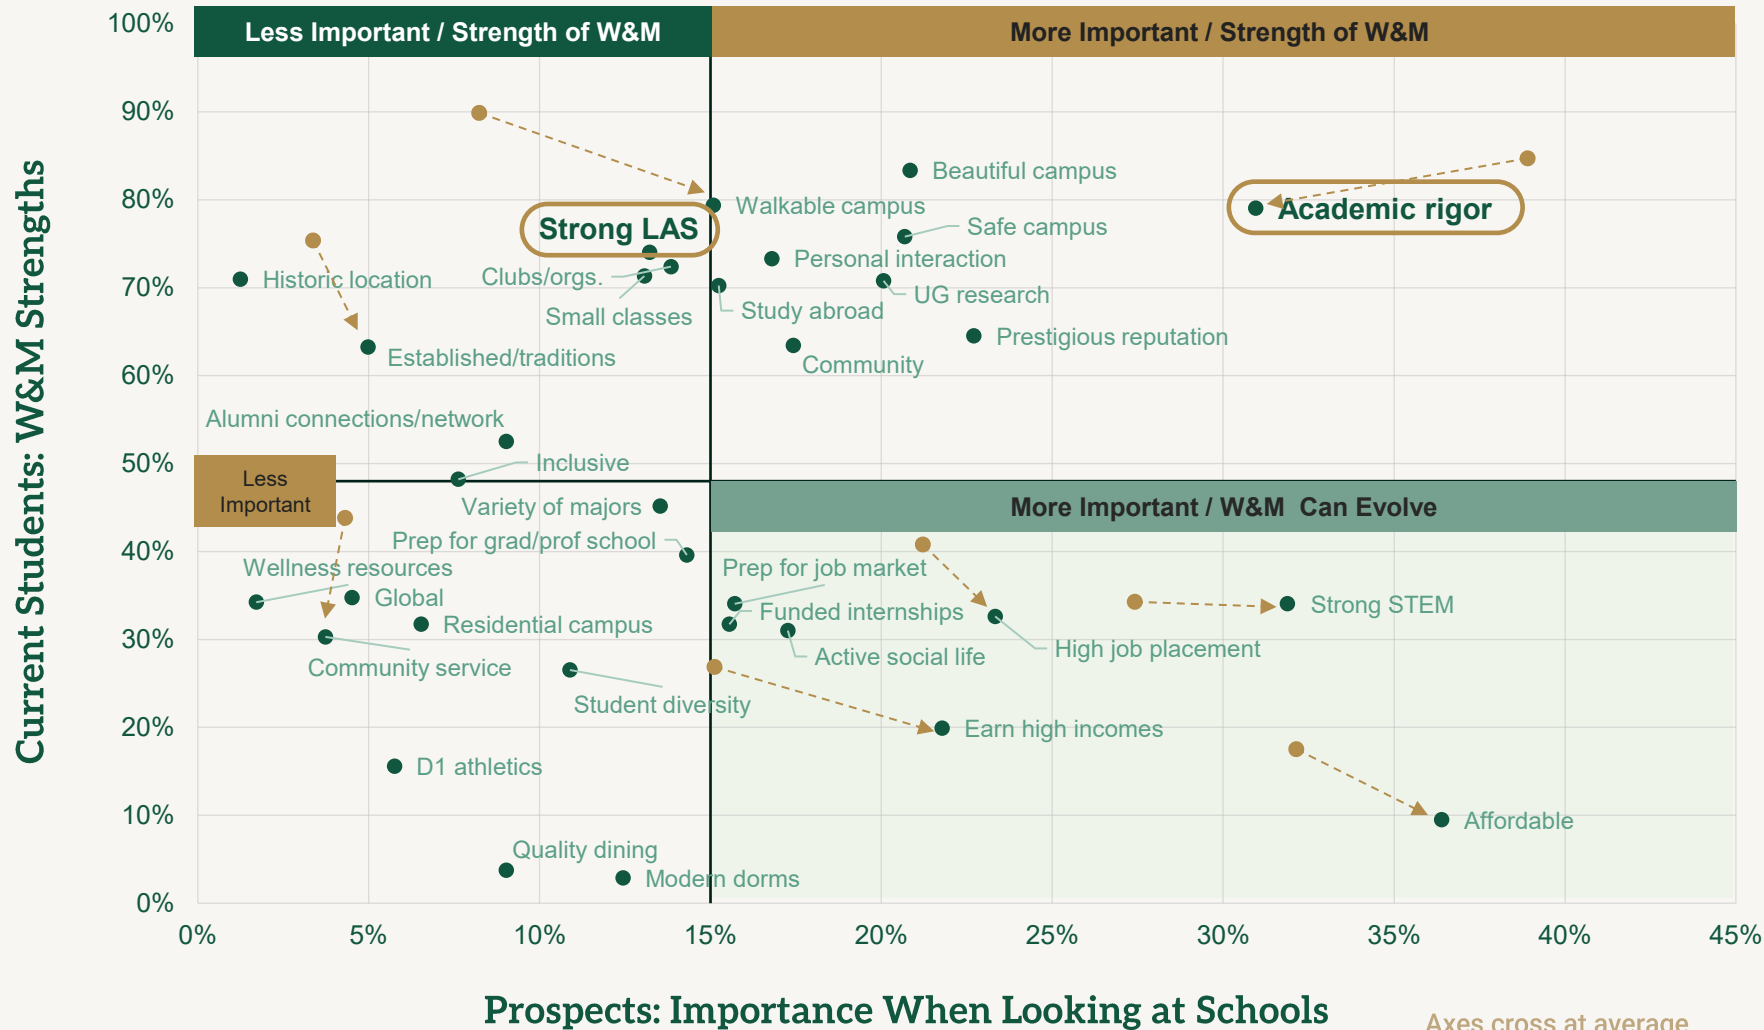 100%
Less Important / Strength of W&M
More Important / Strength of W&M
90%
Beautiful campus
80%
Walkable campus
Academic rigor
Strong LAS
Safe campus
Personal interaction
70%
Historic location
Clubs/orgs.
UG research
Small classes
Study abroad
Prestigious reputation
Established/traditions
Community
60%
Alumni connections/network
50%
Inclusive
Less
Important
Variety of majors
More Important / W&M  Can Evolve
Prep for grad/prof school
40%
Wellness resources
Prep for job market
Global
Funded internships
Strong STEM
Residential campus
30%
Community service
Active social life
High job placement
Student diversity
20%
Earn high incomes
D1 athletics
10%
Affordable
Quality dining
Modern dorms
0%
0%
5%
10%
15%
20%
25%
30%
35%
40%
45%
Current Students: W&M Strengths
Prospects: Importance When Looking at Schools
Axes cross at average